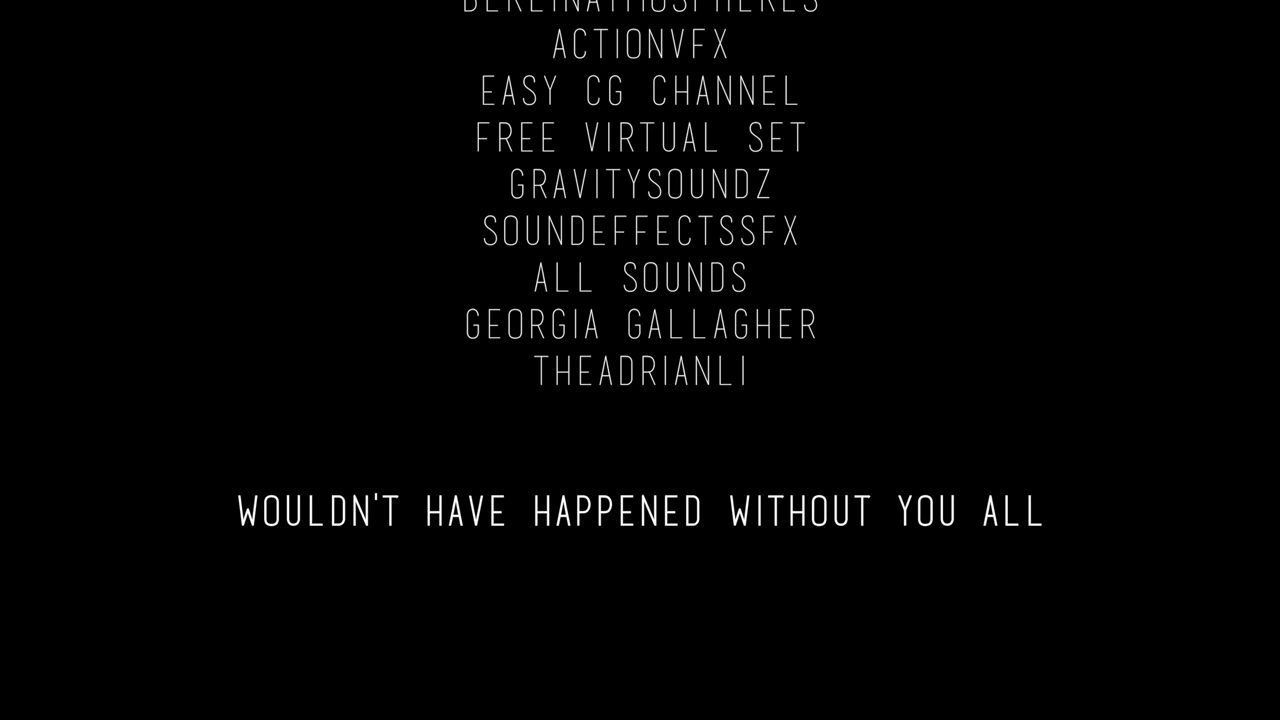 BERLINATMOSPHERES
ACTIONVFX
EASY CG CHANNEL
FREE VIRTUAL SET
GRAVITYSOUNDZ
SOUNDEFFECTSSFX
ALL SOUNDS
GEORGIA GALLAGHER
THEADRIANLI
WOULDN'T HAVE HAPPENED WITHOUT YOU ALL